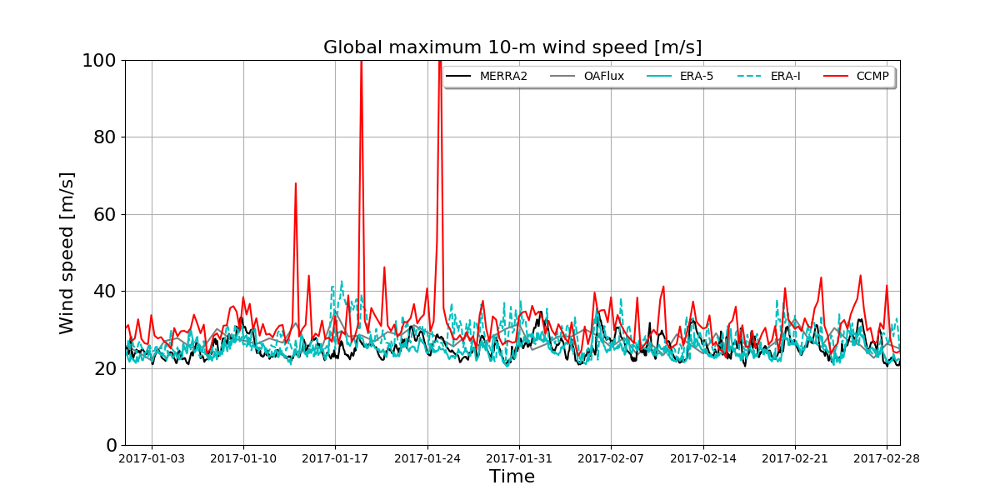 Global maximum 10-m wind speed [m/s]
MERRA2 OAFlux ERA-5 ERA-I CCMP
100
80
60
40
20
0
Wind speed [m/s]
2017-01-03 2017-01-10 2017-01-17 2017-01-24 2017-01-31 2017-02-07 2017-02-14 2017-02-21 2017-02-28
Time